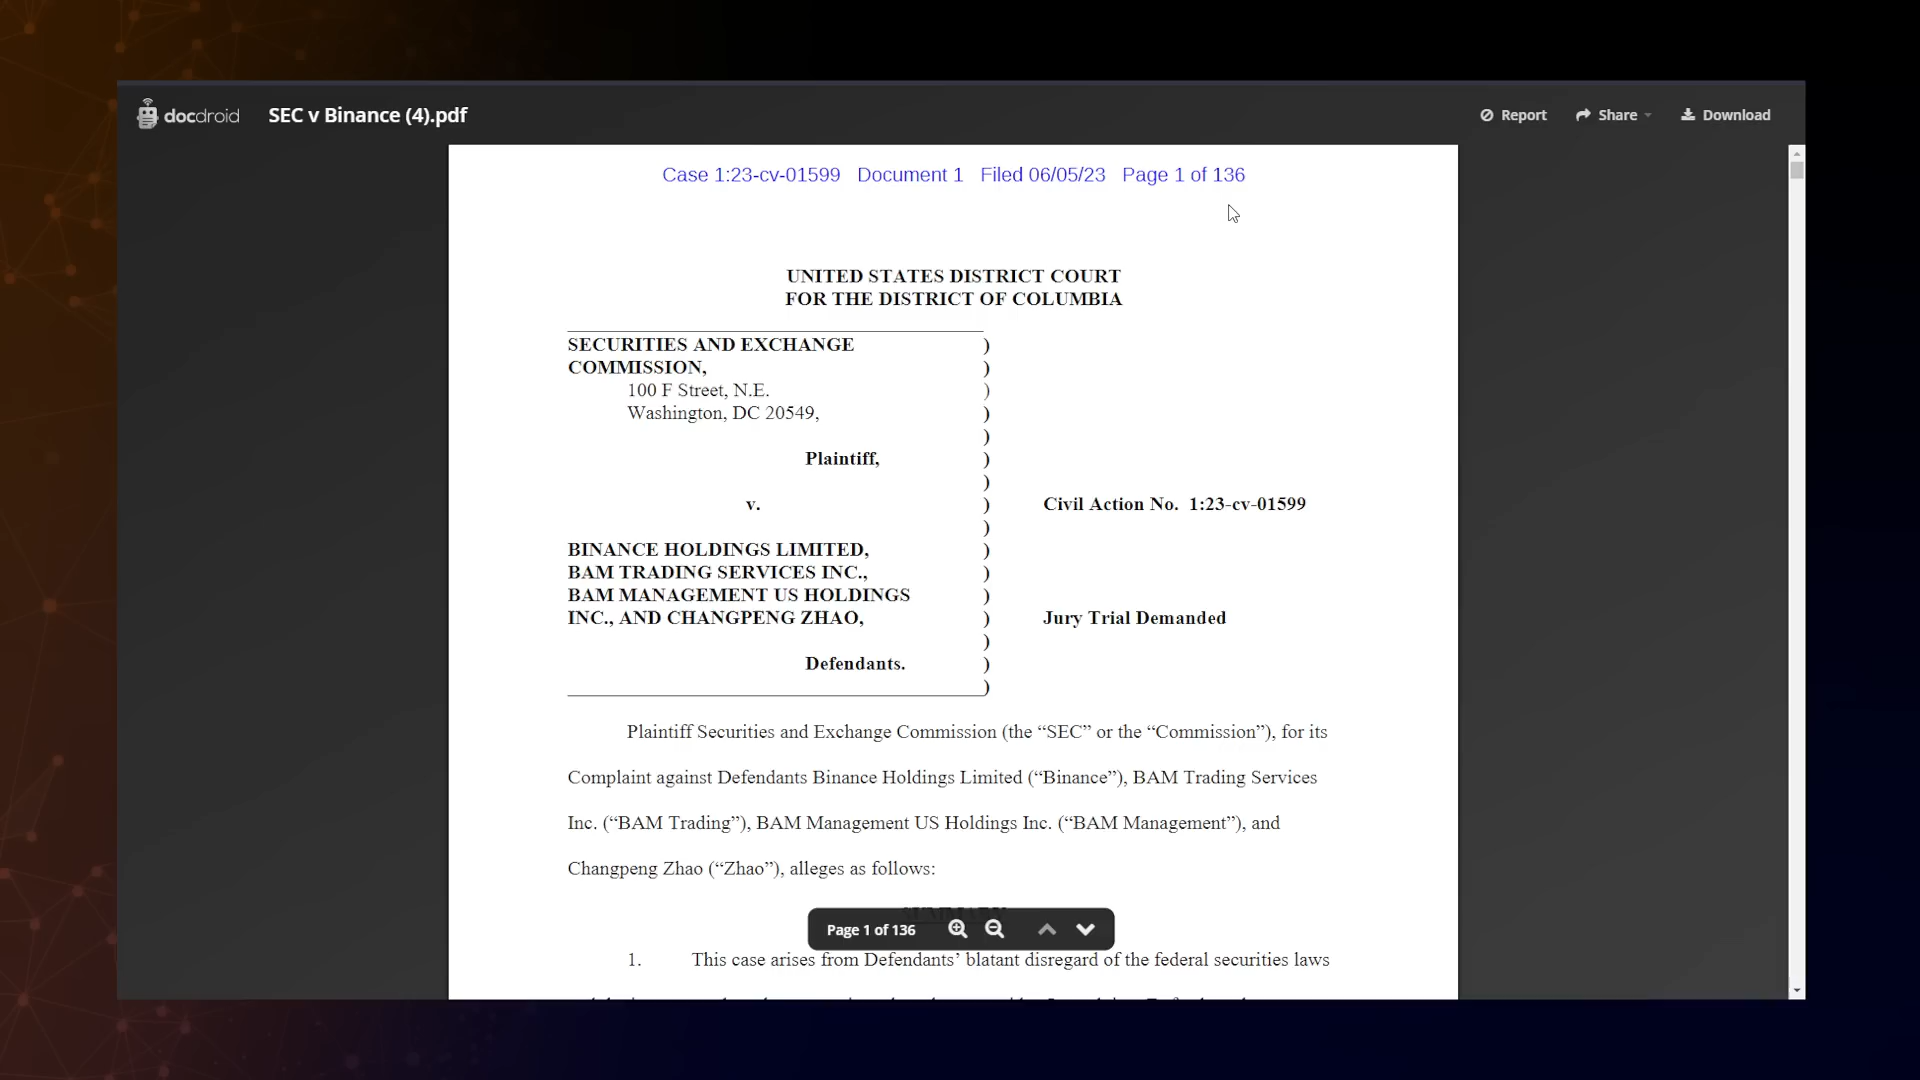 docdroid SEC v Binance (4).pdf Report Share Download
Case 1:23-cv-01599 Document 1 Filed 06/05/23 Page 1 of 136
UNITED STATES DISTRICT COURT
FOR THE DISTRICT OF COLUMBIA
SECURITIES AND EXCHANGE )
COMMISSION, )
100 F Street, N.E. )
Washington, DC 20549, )
)
Plaintiff, )
)
v. ) Civil Action No. 1:23-cv-01599
)
BINANCE HOLDINGS LIMITED, )
BAM TRADING SERVICES INC., )
BAM MANAGEMENT US HOLDINGS )
INC., AND CHANGPENG ZHAO, ) Jury Trial Demanded
)
Defendants. )
)
Plaintiff Securities and Exchange Commission (the “SEC” or the “Commission”), for its
Complaint against Defendants Binance Holdings Limited (“Binance”), BAM Trading Services
Inc. (“BAM Trading”), BAM Management US Holdings Inc. (“BAM Management”), and
Changpeng Zhao (“Zhao”), alleges as follows:
Page 1 of 136
1. This case arises from Defendants’ blatant disregard of the federal securities laws